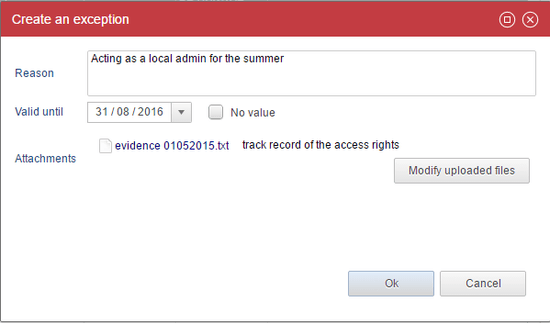 Create an exception
Reason
Acting as a local admin for the summer
Valid until
31 / 08 / 2016
No value
Attachments
evidence 01052015.txt track record of the access rights
Modify uploaded files
Ok
Cancel